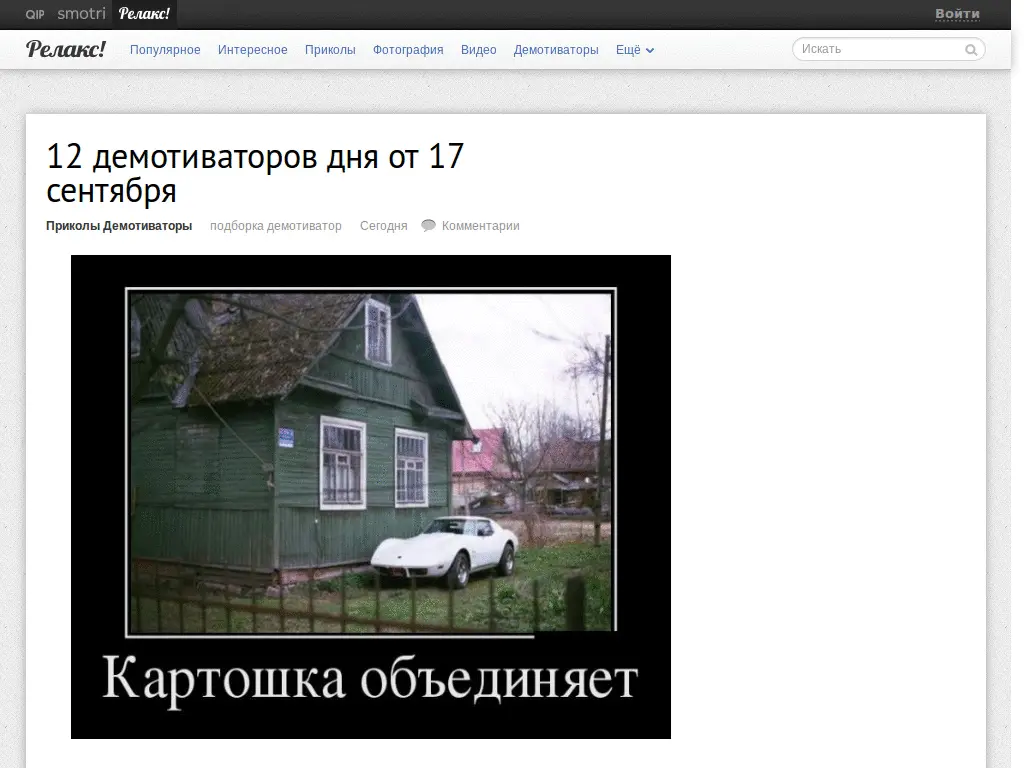 QIP smotri Релакс! Войти
Релакс! Популярное Интересное Приколы Фотография Видео Демотиваторы Ещё Искать
12 демотиваторов дня от 17
сентября
Приколы Демотиваторы подборка демотиватор Сегодня Комментарии
Картошка объединяет